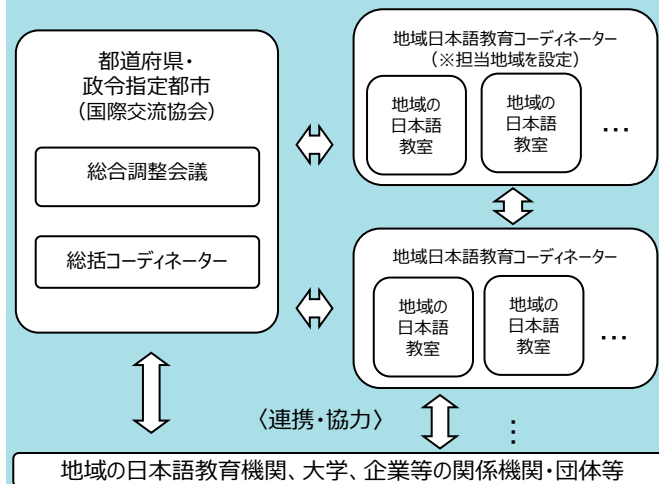 都道府県・
政令指定都市
（国際交流協会）
総合調整会議
総括コーディネーター
地域日本語教育コーディネーター
（※担当地域を設定）
地域の
日本語
教室
地域の
日本語
教室
…
地域日本語教育コーディネーター
地域の
日本語
教室
地域の
日本語
教室
…
〈連携・協力〉
…
地域の日本語教育機関、大学、企業等の関係機関・団体等